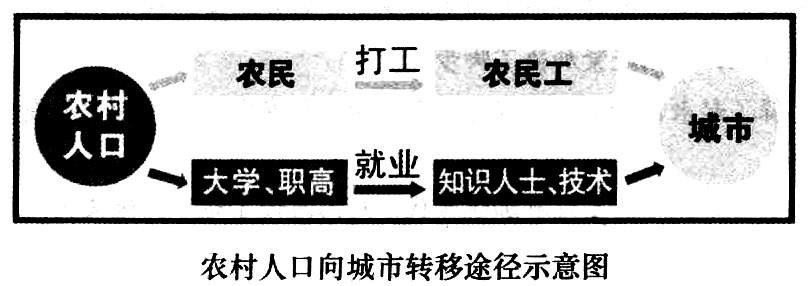 农村
人口
农民
打工
农民工
大学、职高
就业
知识人士、技术
城市
农村人口向城市转移途径示意图